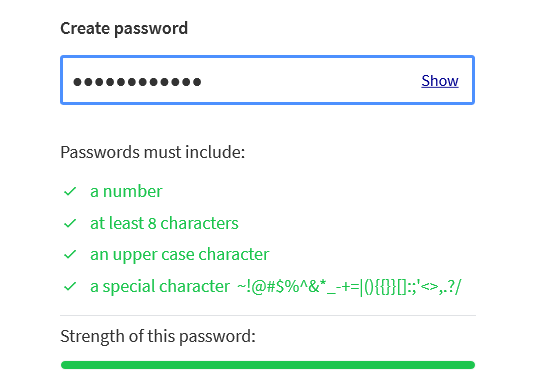 Create password
●●●●●●●●●●●●
Show
Passwords must include:
a number
at least 8 characters
an upper case character
a special character ~!@#$%^&*_-+=|(){{}}[]:;'<>,.?/
Strength of this password: